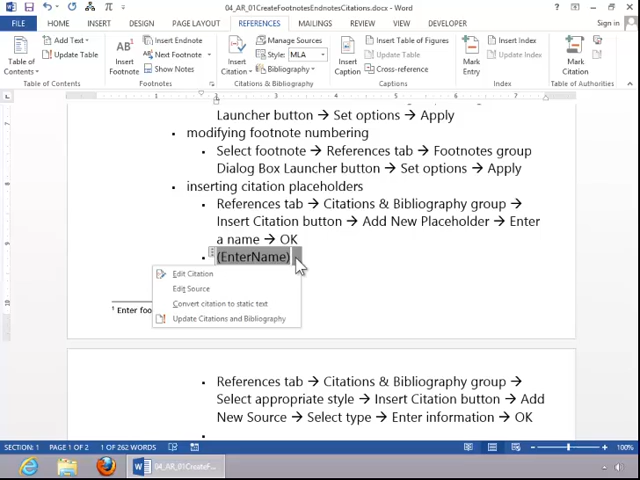 04_AR_01CreateFootnotesEndnotesCitations.docx - Word
Sign in
FILE HOME INSERT DESIGN PAGE LAYOUT REFERENCES MAILINGS REVIEW VIEW DEVELOPER
Table of Contents
Add Text
Update Table
Table of Contents
AB¹
Insert Footnote
Insert Endnote
Next Footnote
Show Notes
Footnotes
Insert Citation
Manage Sources
Style: MLA
Bibliography
Citations & Bibliography
Insert Caption
Insert Table of Figures
Update Table
Cross-reference
Captions
Mark Entry
Insert Index
Update Index
Index
Mark Citation
Table of Authorities
Launcher button → Set options → Apply
▪ modifying footnote numbering
▪ Select footnote → References tab → Footnotes group
Dialog Box Launcher button → Set options → Apply
▪ inserting citation placeholders
▪ References tab → Citations & Bibliography group →
Insert Citation button → Add New Placeholder → Enter
a name → OK
▪ (EnterName)
Edit Citation
Edit Source
Convert citation to static text
Update Citations and Bibliography
¹ Enter foo
▪ References tab → Citations & Bibliography group →
Select appropriate style → Insert Citation button → Add
New Source → Select type → Enter information → OK
SECTION: 1 PAGE 1 OF 2 1 OF 262 WORDS
100%
04_AR_01CreateF...